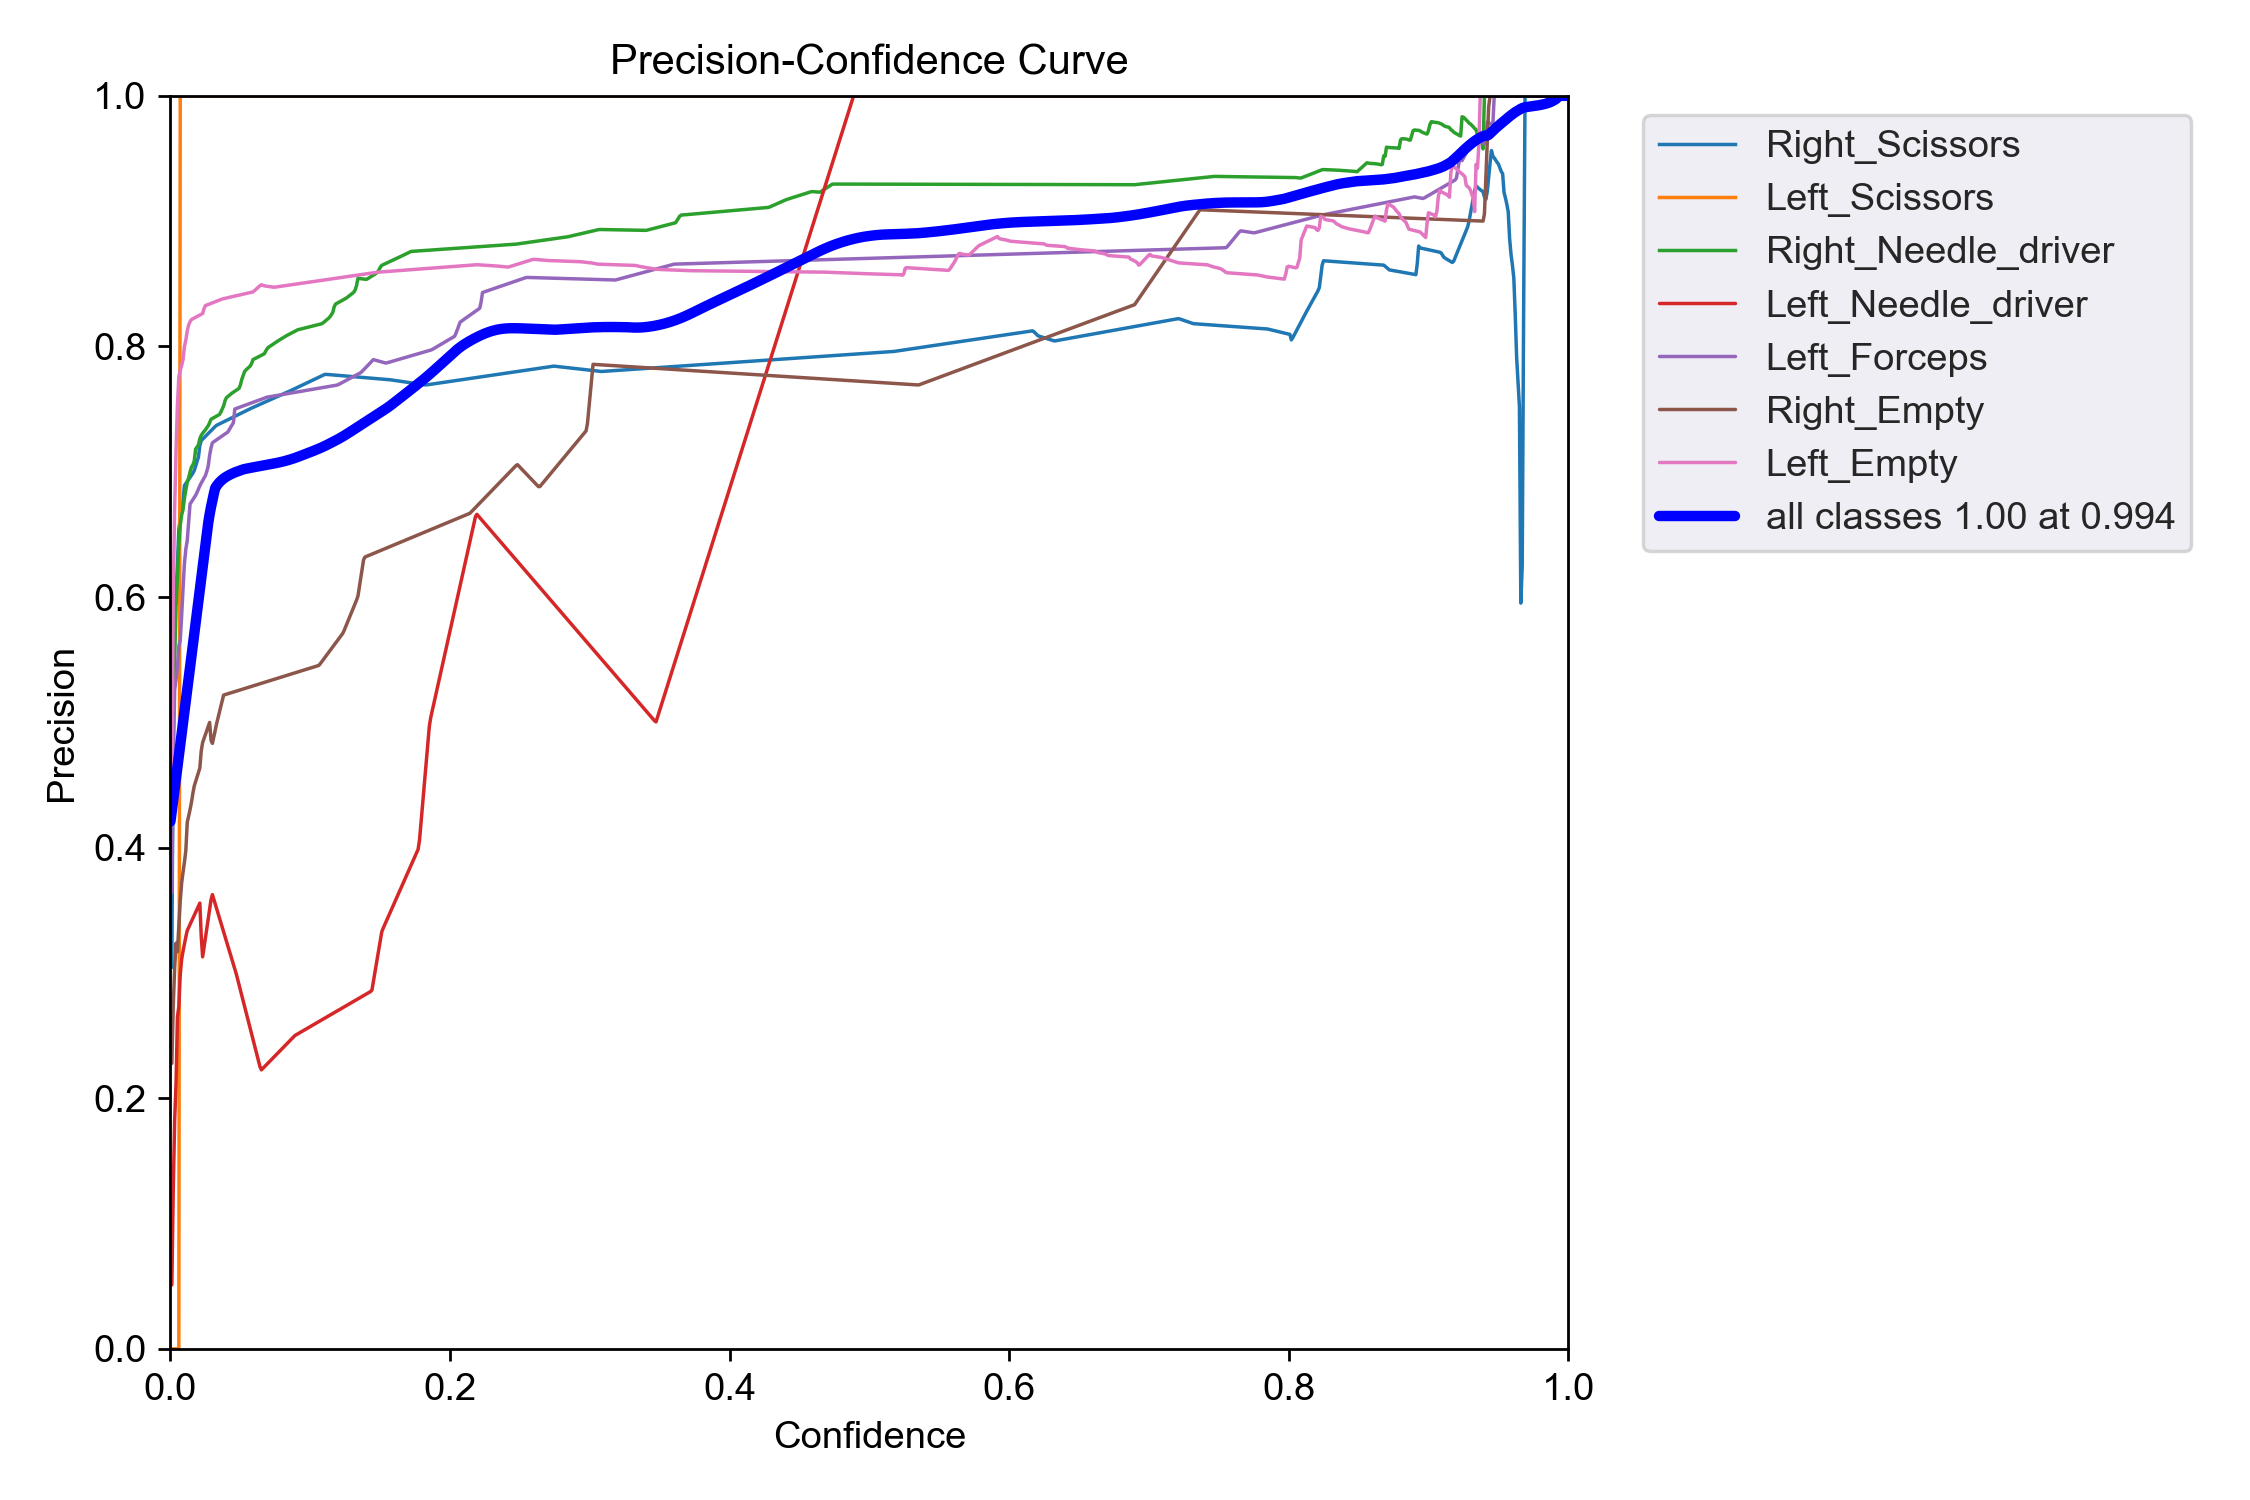 Precision-Confidence Curve
1.0
0.8
0.6
0.4
0.2
0.0
Precision
0.0 0.2 0.4 0.6 0.8 1.0
Confidence
Right_Scissors
Left_Scissors
Right_Needle_driver
Left_Needle_driver
Left_Forceps
Right_Empty
Left_Empty
all classes 1.00 at 0.994